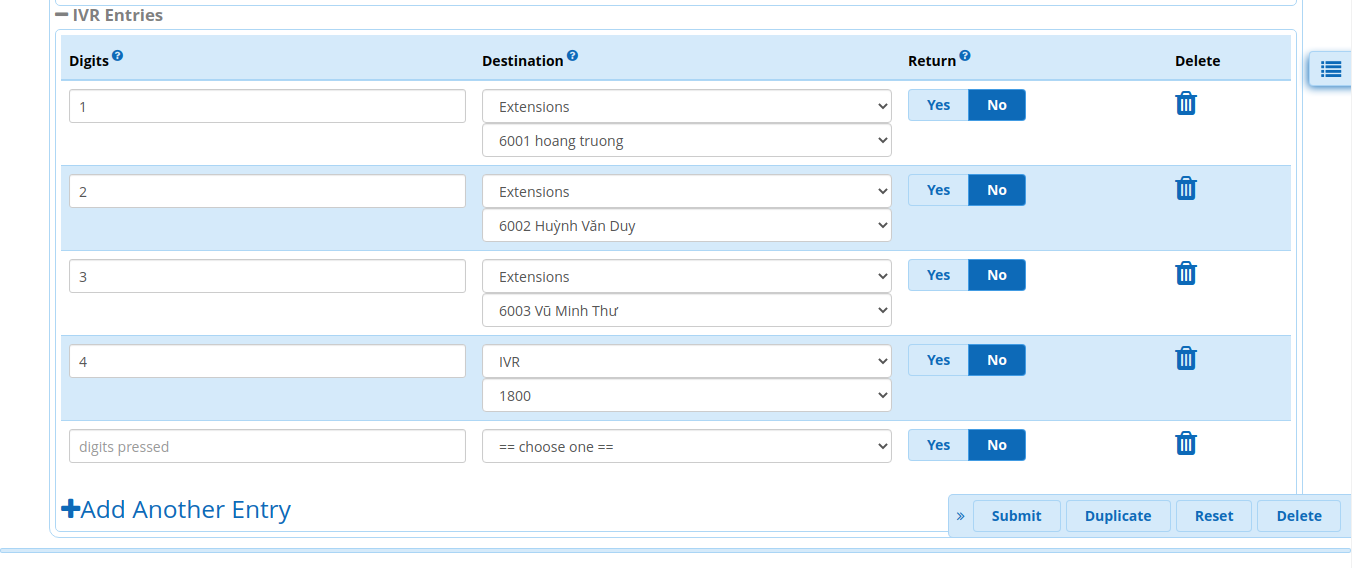 IVR Entries
Digits ? Destination ? Return ? Delete
1 Extensions Yes No
6001 hoang truong
2 Extensions Yes No
6002 Huỳnh Văn Duy
3 Extensions Yes No
6003 Vũ Minh Thư
4 IVR Yes No
1800
digits pressed == choose one == Yes No
Add Another Entry
» Submit Duplicate Reset Delete